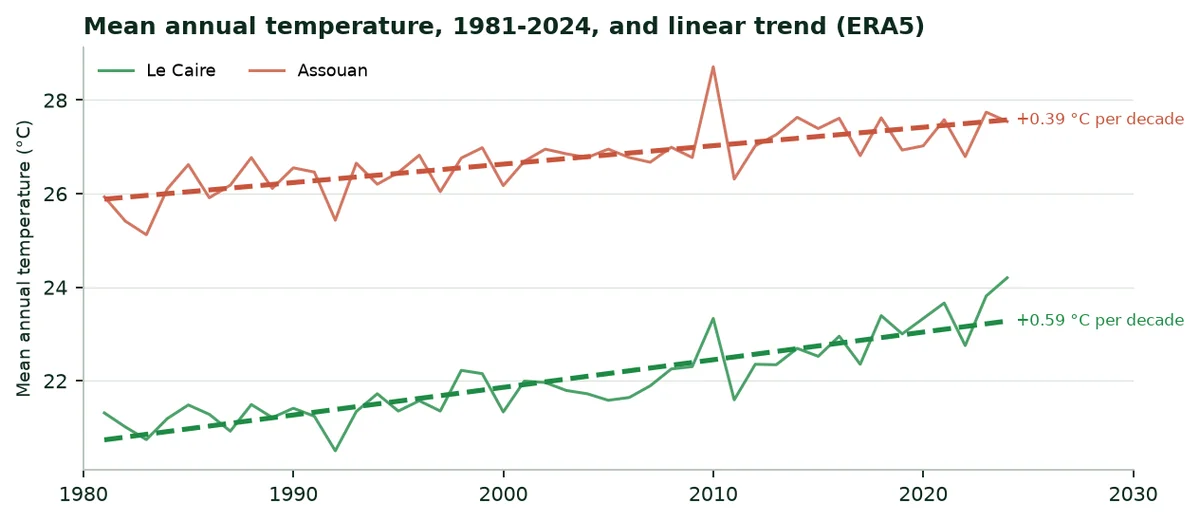 Mean annual temperature, 1981-2024, and linear trend (ERA5)
Le Caire
Assouan
Mean annual temperature (°C)
28
26
24
22
+0.39 °C per decade
+0.59 °C per decade
1980
1990
2000
2010
2020
2030